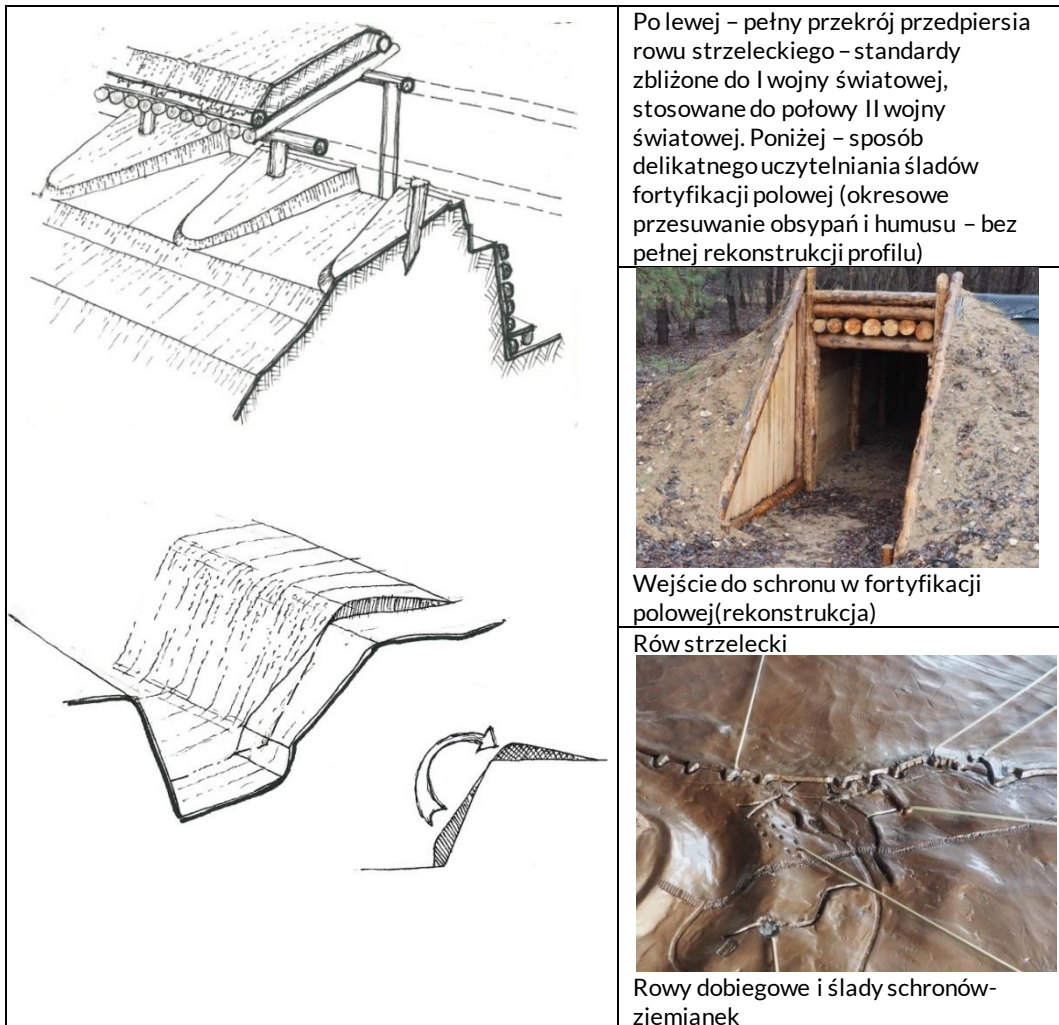 Po lewej – pełny przekrój przedpiersia
rowu strzeleckiego – standardy
zbliżone do I wojny światowej,
stosowane do połowy II wojny
światowej. Poniżej – sposób
delikatnego uczytelniania śladów
fortyfikacji polowej (okresowe
przesuwanie obsypań i humusu – bez
pełnej rekonstrukcji profilu)
Wejście do schronu w fortyfikacji
polowej(rekonstrukcja)
Rów strzelecki
Rowy dobiegowe i ślady schronów-
ziemianek